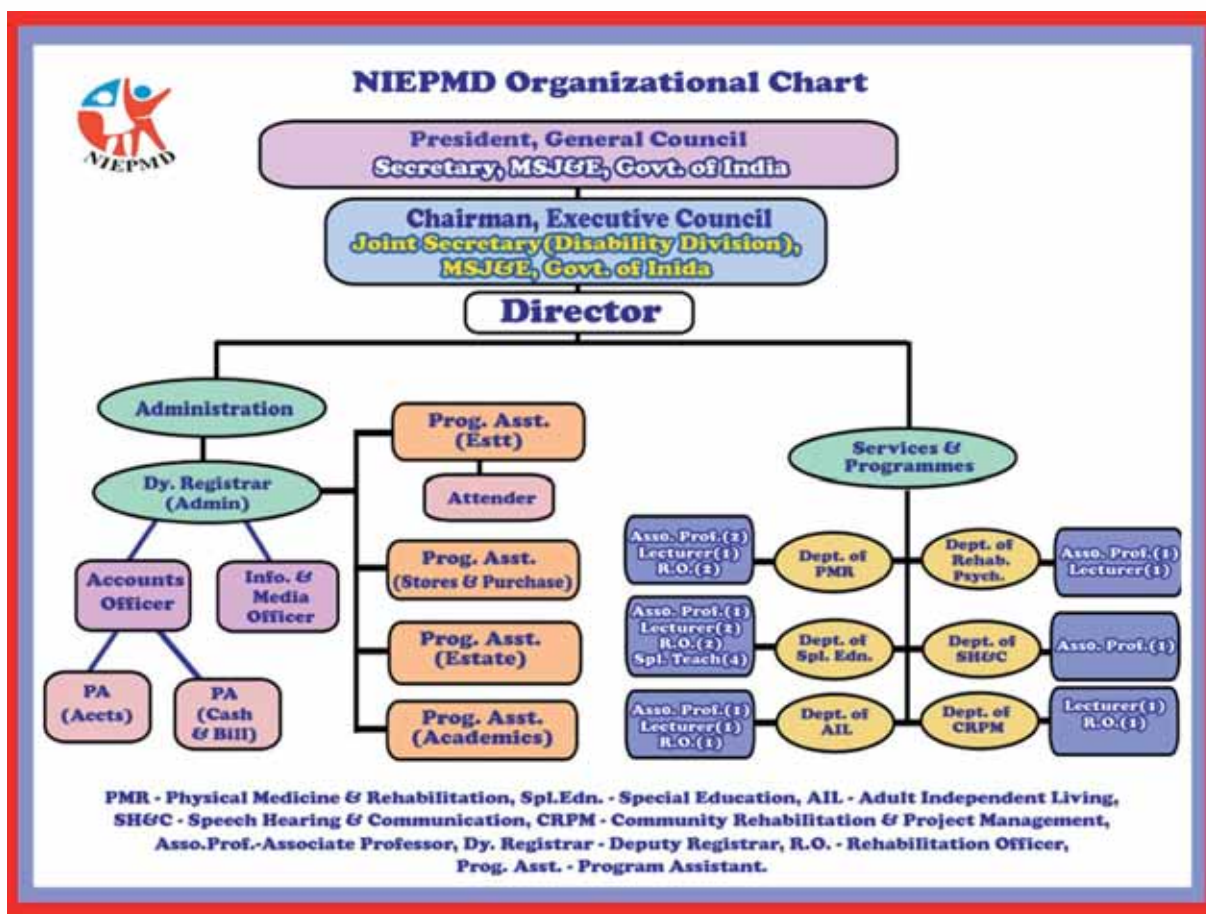 NIEPMD Organizational Chart
NIEPMD
President, General Council
Secretary, MSJ&E, Govt. of India
Chairman, Executive Council
Joint Secretary(Disability Division),
MSJ&E, Govt. of Inida
Director
Administration
Dy. Registrar
(Admin)
Accounts
Officer
Info. &
Media
Officer
PA
(Accts)
PA
(Cash
& Bill)
Prog. Asst.
(Estt)
Attender
Prog. Asst.
(Stores & Purchase)
Prog. Asst.
(Estate)
Prog. Asst.
(Academics)
Services &
Programmes
Asso. Prof.(2)
Lecturer(1)
R.O.(2)
Dept. of
PMR
Dept. of
Rehab.
Psych.
Asso. Prof.(1)
Lecturer(1)
Asso. Prof.(1)
Lecturer(2)
R.O.(2)
Spl. Teach(4)
Dept. of
Spl. Edn.
Dept. of
SH&C
Asso. Prof.(1)
Asso. Prof.(1)
Lecturer(1)
R.O.(1)
Dept. of
AIL
Dept. of
CRPM
Lecturer(1)
R.O.(1)
PMR - Physical Medicine & Rehabilitation, Spl.Edn. - Special Education, AIL - Adult Independent Living,
SH&C - Speech Hearing & Communication, CRPM - Community Rehabilitation & Project Management,
Asso.Prof.-Associate Professor, Dy. Registrar - Deputy Registrar, R.O. - Rehabilitation Officer,
Prog. Asst. - Program Assistant.